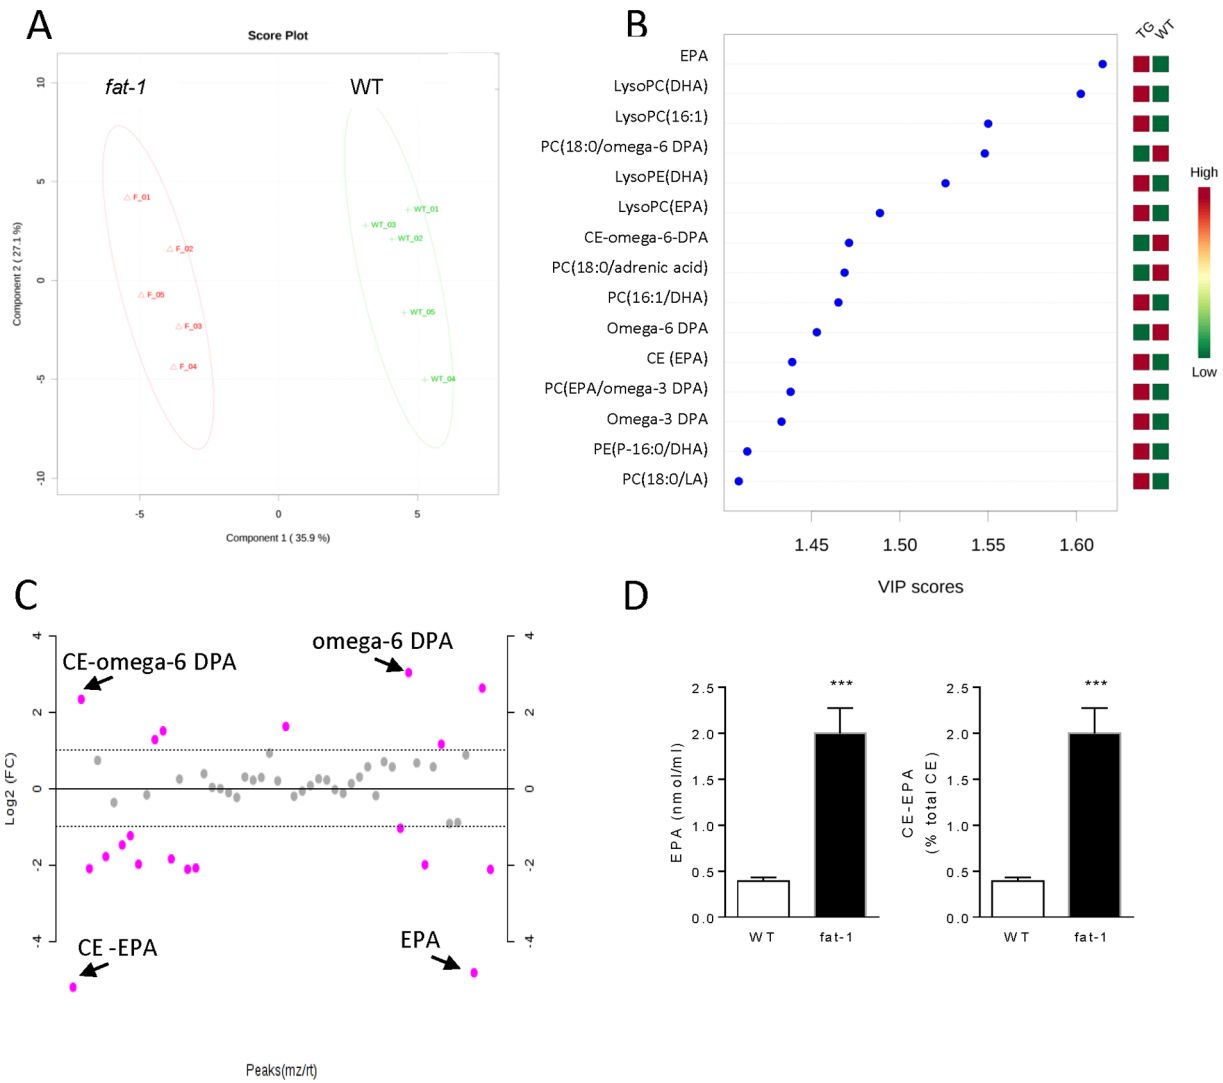 A
Score Plot
fat-1
WT
10
5
0
-5
-10
Component 2 ( 27.1 %)
F_01
F_02
F_05
F_03
F_04
WT_01
WT_03
WT_02
WT_05
WT_04
-5
0
5
Component 1 ( 35.9 %)
B
TG
WT
EPA
LysoPC(DHA)
LysoPC(16:1)
PC(18:0/omega-6 DPA)
LysoPE(DHA)
LysoPC(EPA)
CE-omega-6-DPA
PC(18:0/adrenic acid)
PC(16:1/DHA)
Omega-6 DPA
CE (EPA)
PC(EPA/omega-3 DPA)
Omega-3 DPA
PE(P-16:0/DHA)
PC(18:0/LA)
High
Low
1.45
1.50
1.55
1.60
VIP scores
C
4
2
0
-2
-4
Log2 (FC)
CE-omega-6 DPA
omega-6 DPA
CE -EPA
EPA
4
2
0
-2
-4
Peaks(mz/rt)
D
EPA (nmol/ml)
2.5
2.0
1.5
1.0
0.5
0.0
***
WT
fat-1
CE-EPA
(% total CE)
2.5
2.0
1.5
1.0
0.5
0.0
***
WT
fat-1